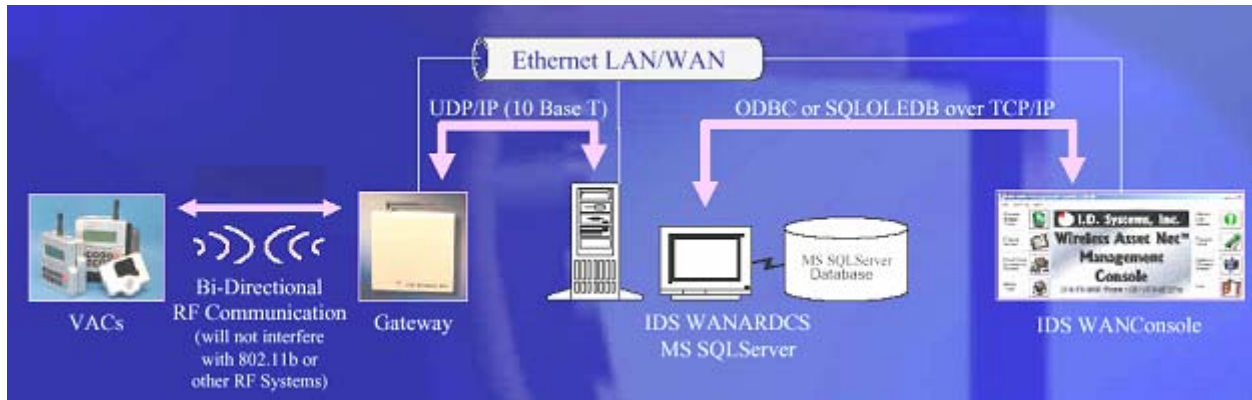 Ethernet LAN/WAN
UDP/IP (10 Base T)
ODBC or SQLOLEDB over TCP/IP
VACs
Bi-Directional
RF Communication
(will not interfere
with 802.11b or
other RF Systems)
Gateway
MS SQLServer
Database
IDS WANARDCS
MS SQLServer
I.D. Systems, Inc.
Wireless Asset Net™
Management
Console
IDS WANConsole